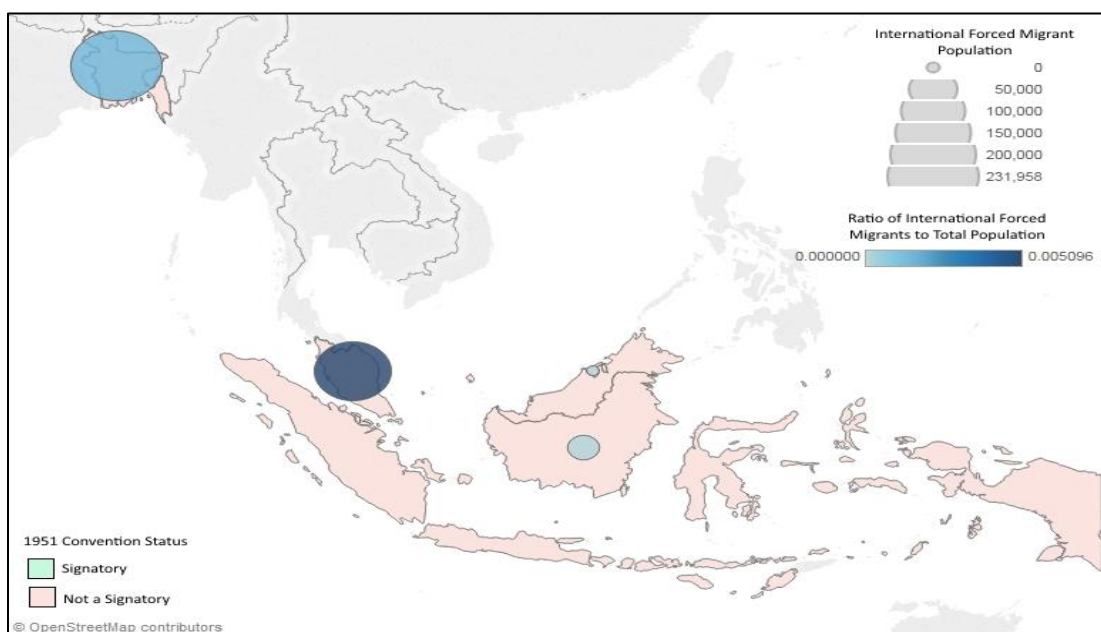 International Forced Migrant
Population
0
50,000
100,000
150,000
200,000
231,958
Ratio of International Forced
Migrants to Total Population
0.000000
0.005096
1951 Convention Status
Signatory
Not a Signatory
© OpenStreetMap contributors